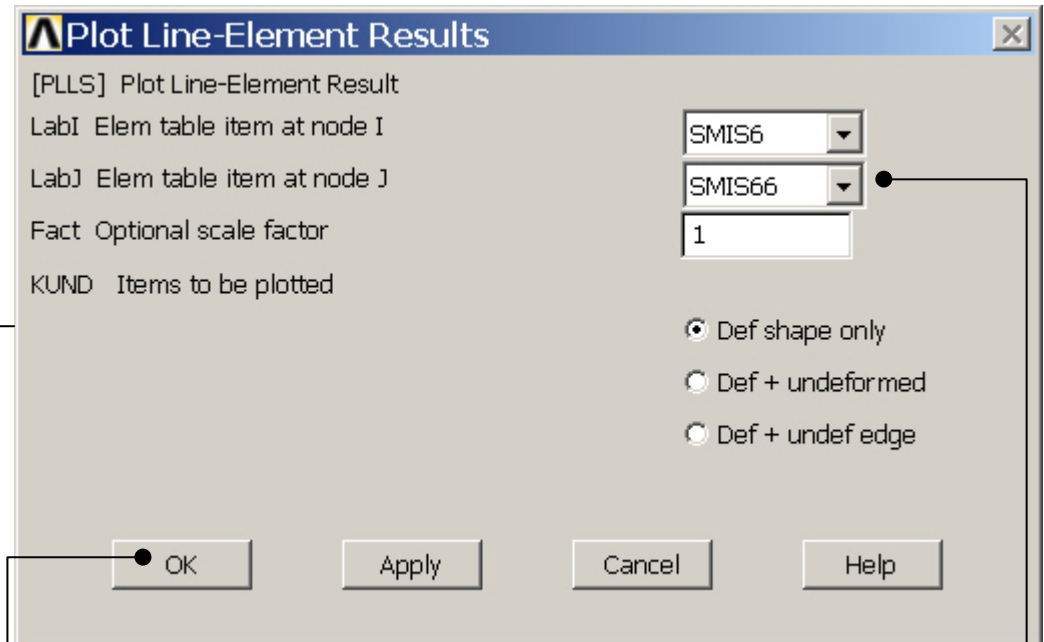 Plot Line-Element Results
[PLLS] Plot Line-Element Result
LabI Elem table item at node I
SMIS6
LabJ Elem table item at node J
SMIS66
Fact Optional scale factor
1
KUND Items to be plotted
Def shape only
Def + undeformed
Def + undef edge
OK Apply Cancel Help